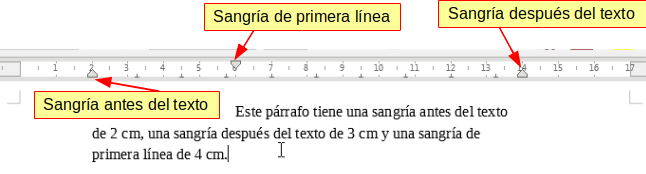 Sangría de primera línea
Sangría después del texto
1 2 3 4 5 6 7 8 9 10 11 12 13 14 15 16 17
Sangría antes del texto
Este párrafo tiene una sangría antes del texto
de 2 cm, una sangría después del texto de 3 cm y una sangría de
primera línea de 4 cm.